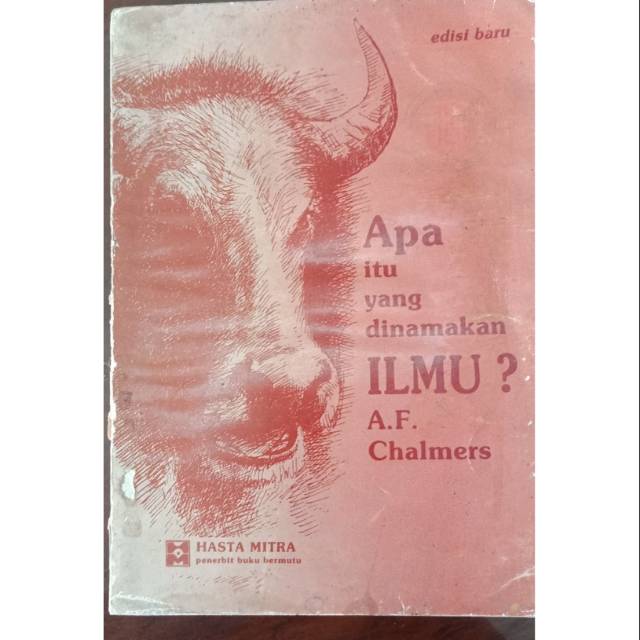 edisi baru
Apa
itu
yang
dinamakan
ILMU ?
A.F.
Chalmers
HASTA MITRA
penerbit buku bermutu